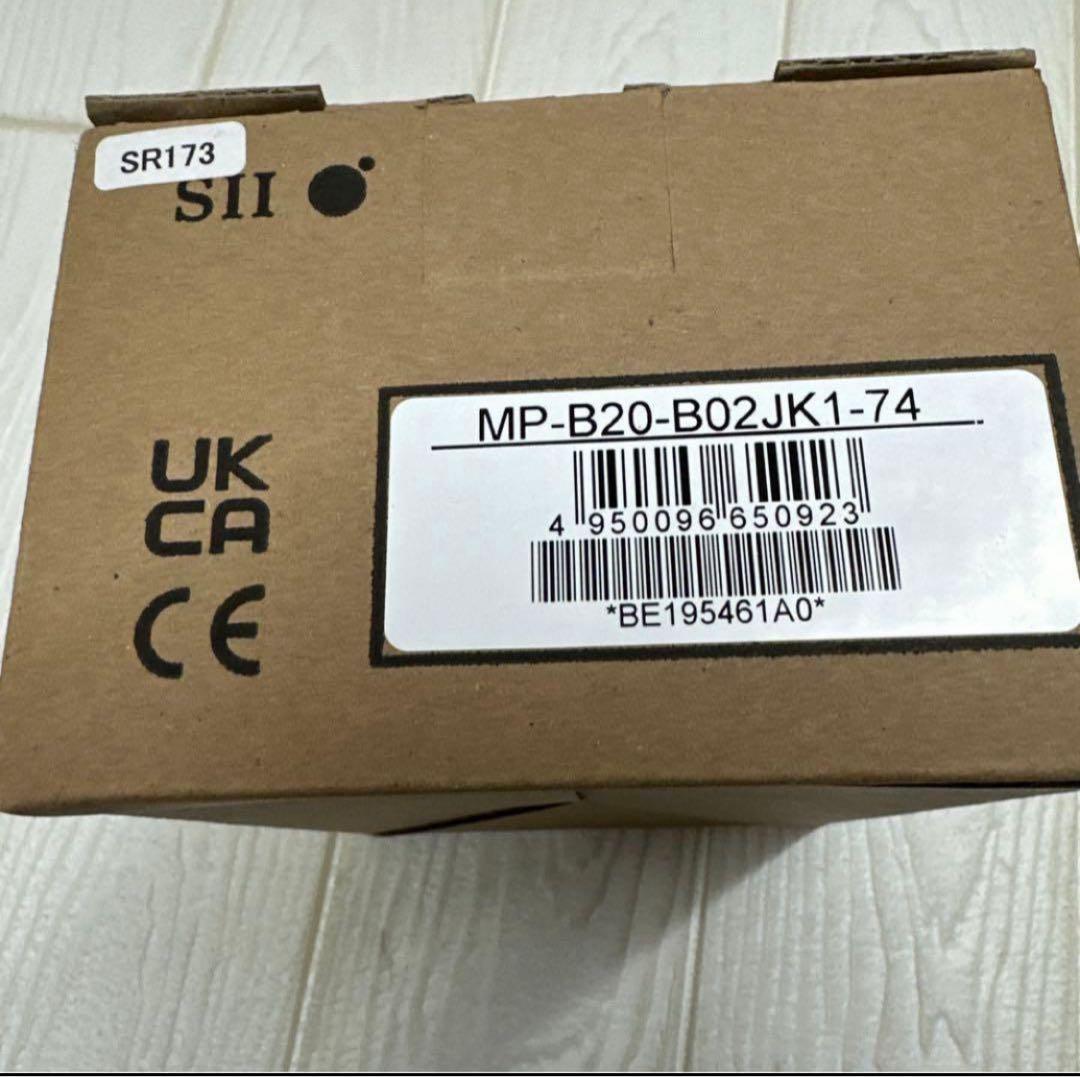 SR173
SII
MP-B20-B02JK1-74
4 950096 650923
*BE195461A0*
UK
CA
CE